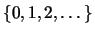 {0, 1, 2, . . . }